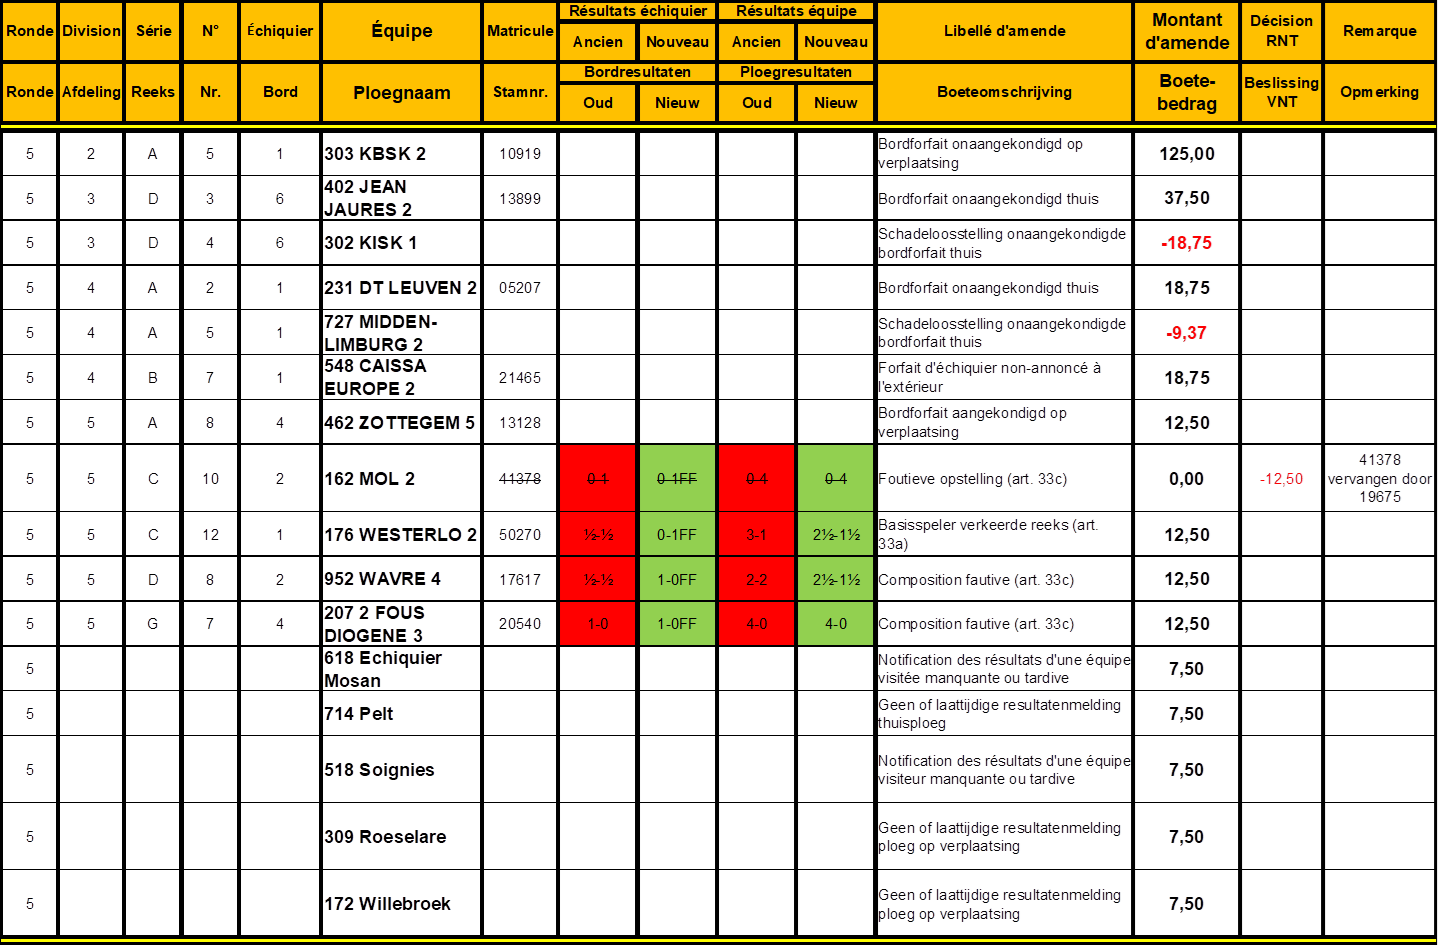 Ronde Division Série N° Échiquier Équipe Matricule Résultats échiquier Résultats équipe Libellé d'amende Montant d'amende Décision RNT Remarque
Ancien Nouveau Ancien Nouveau
Ronde Afdeling Reeks Nr. Bord Ploegnaam Stamnr. Bordresultaten Ploegresultaten Boeteomschrijving Boete-bedrag Beslissing VNT Opmerking
Oud Nieuw Oud Nieuw
5 2 A 5 1 303 KBSK 2 10919 Bordforfait onaangekondigd op verplaatsing 125,00
5 3 D 3 6 402 JEAN JAURES 2 13899 Bordforfait onaangekondigd thuis 37,50
5 3 D 4 6 302 KISK 1 Schadeloosstelling onaangekondigde bordforfait thuis -18,75
5 4 A 2 1 231 DT LEUVEN 2 05207 Bordforfait onaangekondigd thuis 18,75
5 4 A 5 1 727 MIDDEN-LIMBURG 2 Schadeloosstelling onaangekondigde bordforfait thuis -9,37
5 4 B 7 1 548 CAISSA EUROPE 2 21465 Forfait d'échiquier non-annoncé à l'extérieur 18,75
5 5 A 8 4 462 ZOTTEGEM 5 13128 Bordforfait aangekondigd op verplaatsing 12,50
5 5 C 10 2 162 MOL 2 41378 0-1 0-1FF 0-4 0-4 Foutieve opstelling (art. 33c) 0,00 -12,50 41378 vervangen door 19675
5 5 C 12 1 176 WESTERLO 2 50270 ½-½ 0-1FF 3-1 2½-1½ Basisspeler verkeerde reeks (art. 33a) 12,50
5 5 D 8 2 952 WAVRE 4 17617 ½-½ 1-0FF 2-2 2½-1½ Composition fautive (art. 33c) 12,50
5 5 G 7 4 207 2 FOUS DIOGENE 3 20540 1-0 1-0FF 4-0 4-0 Composition fautive (art. 33c) 12,50
5 618 Echiquier Mosan Notification des résultats d'une équipe visitée manquante ou tardive 7,50
5 714 Pelt Geen of laattijdige resultatenmelding thuisploeg 7,50
5 518 Soignies Notification des résultats d'une équipe visiteur manquante ou tardive 7,50
5 309 Roeselare Geen of laattijdige resultatenmelding ploeg op verplaatsing 7,50
5 172 Willebroek Geen of laattijdige resultatenmelding ploeg op verplaatsing 7,50